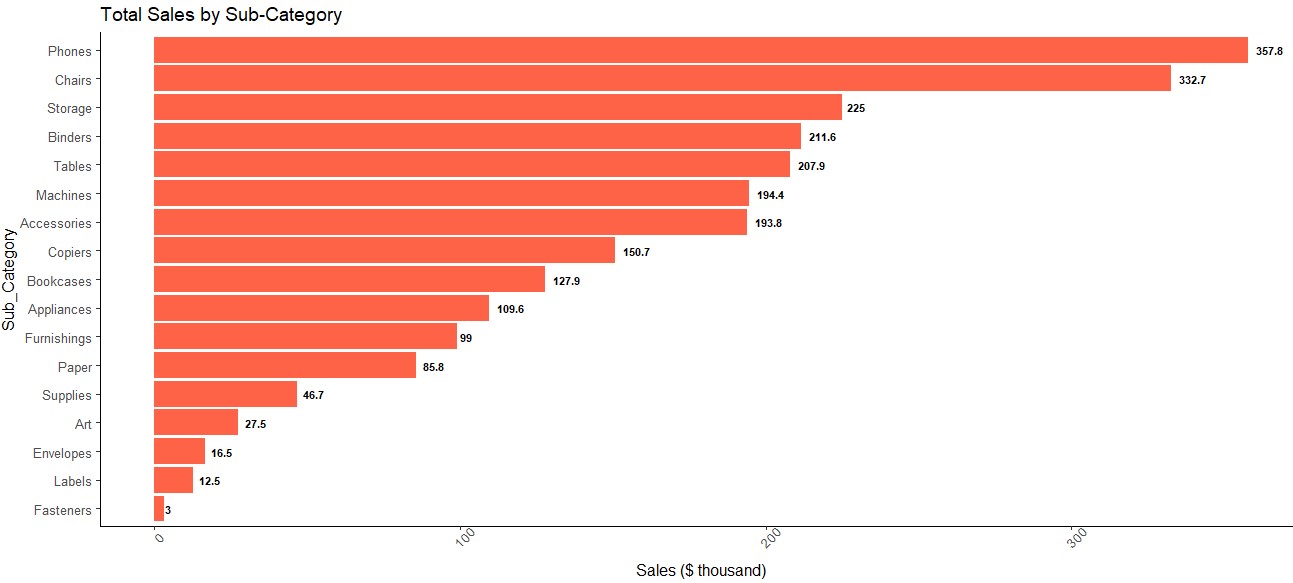 Total Sales by Sub-Category
Sub_Category
Phones 357.8
Chairs 332.7
Storage 225
Binders 211.6
Tables 207.9
Machines 194.4
Accessories 193.8
Copiers 150.7
Bookcases 127.9
Appliances 109.6
Furnishings 99
Paper 85.8
Supplies 46.7
Art 27.5
Envelopes 16.5
Labels 12.5
Fasteners 3
0 100 200 300
Sales ($ thousand)